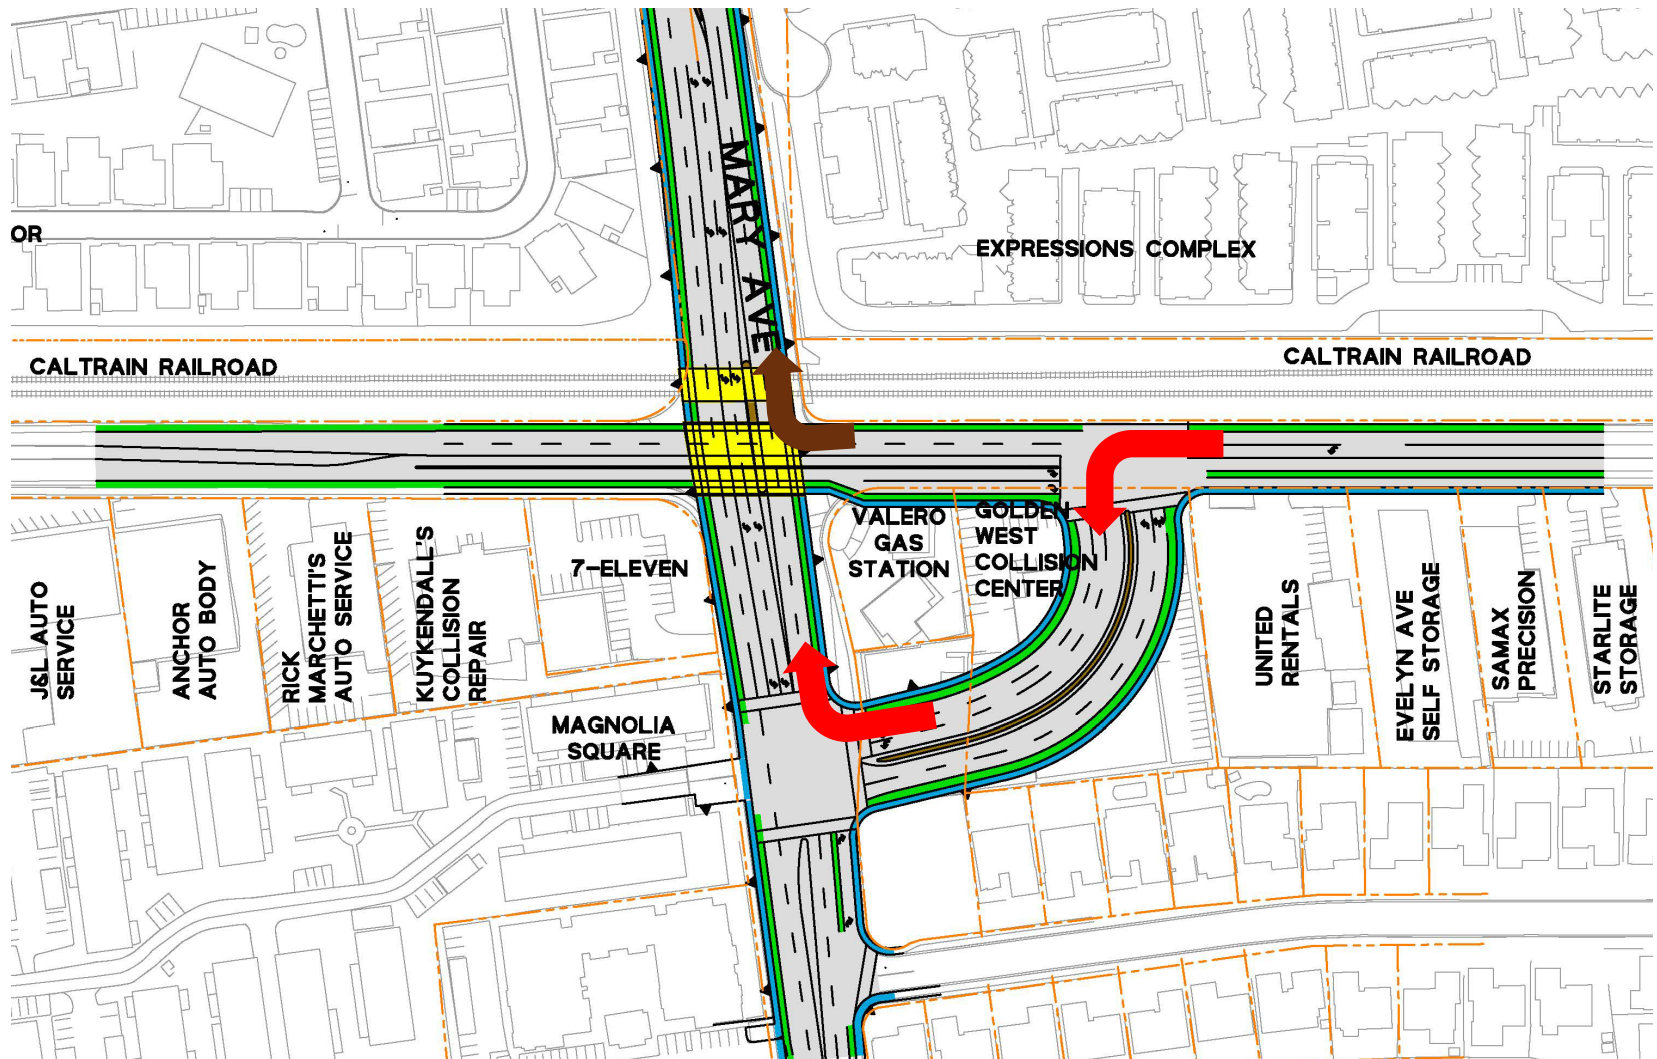 MARY AVE
OR
EXPRESSIONS COMPLEX
CALTRAIN RAILROAD
CALTRAIN RAILROAD
J&L AUTO
SERVICE
ANCHOR
AUTO BODY
RICK
MARCHETTI'S
AUTO SERVICE
KUYKENDALL'S
COLLISION
REPAIR
7-ELEVEN
VALERO
GAS
STATION
GOLDEN
WEST
COLLISION
CENTER
UNITED
RENTALS
EVELYN AVE
SELF STORAGE
SAMAX
PRECISION
STARLITE
STORAGE
MAGNOLIA
SQUARE